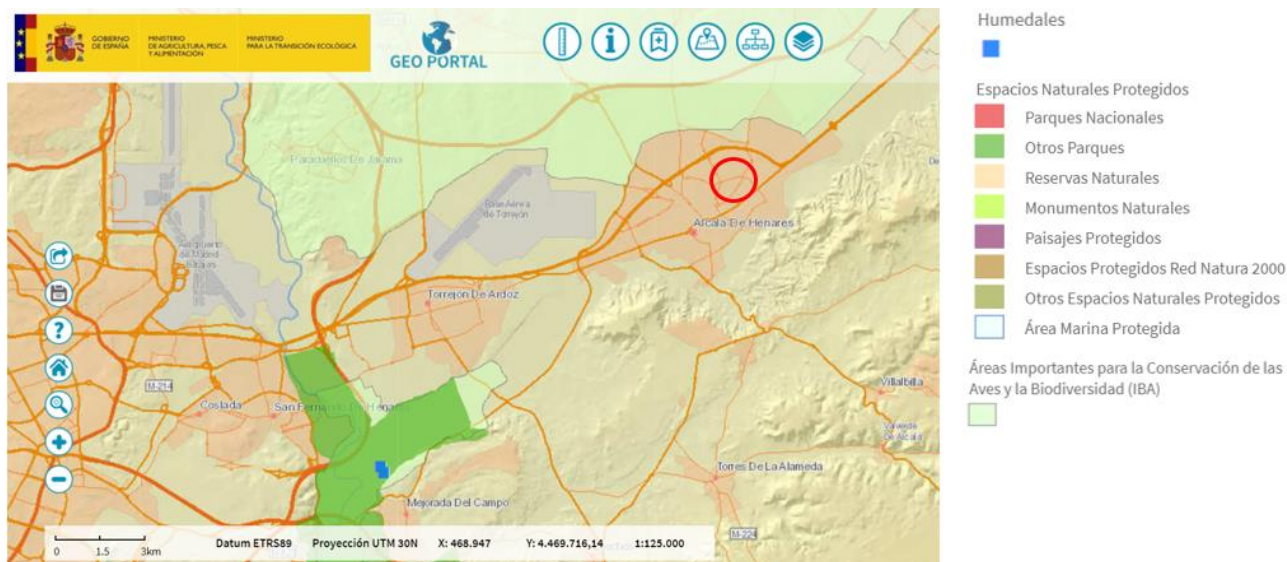 GOBIERNO
DE ESPAÑA
MINISTERIO
DE AGRICULTURA, PESCA
Y ALIMENTACIÓN
MINISTERIO
PARA LA TRANSICIÓN ECOLÓGICA
GEO PORTAL
Paracuellos De Jarama
Base Aérea
de Torrejón
Alcala De Henares
Aeropuerto
de Madrid
Barajas
Torrejón De Ardoz
M-214
Coslada
San Fernando De Henares
Villalbilla
Valverde
De Alcala
Torres De La Alameda
Mejorada Del Campo
M-224
0 1.5 3km
Datum ETRS89 Proyección UTM 30N X: 468.947 Y: 4.469.716,14 1:125.000
Humedales
Espacios Naturales Protegidos
Parques Nacionales
Otros Parques
Reservas Naturales
Monumentos Naturales
Paisajes Protegidos
Espacios Protegidos Red Natura 2000
Otros Espacios Naturales Protegidos
Área Marina Protegida
Áreas Importantes para la Conservación de las
Aves y la Biodiversidad (IBA)